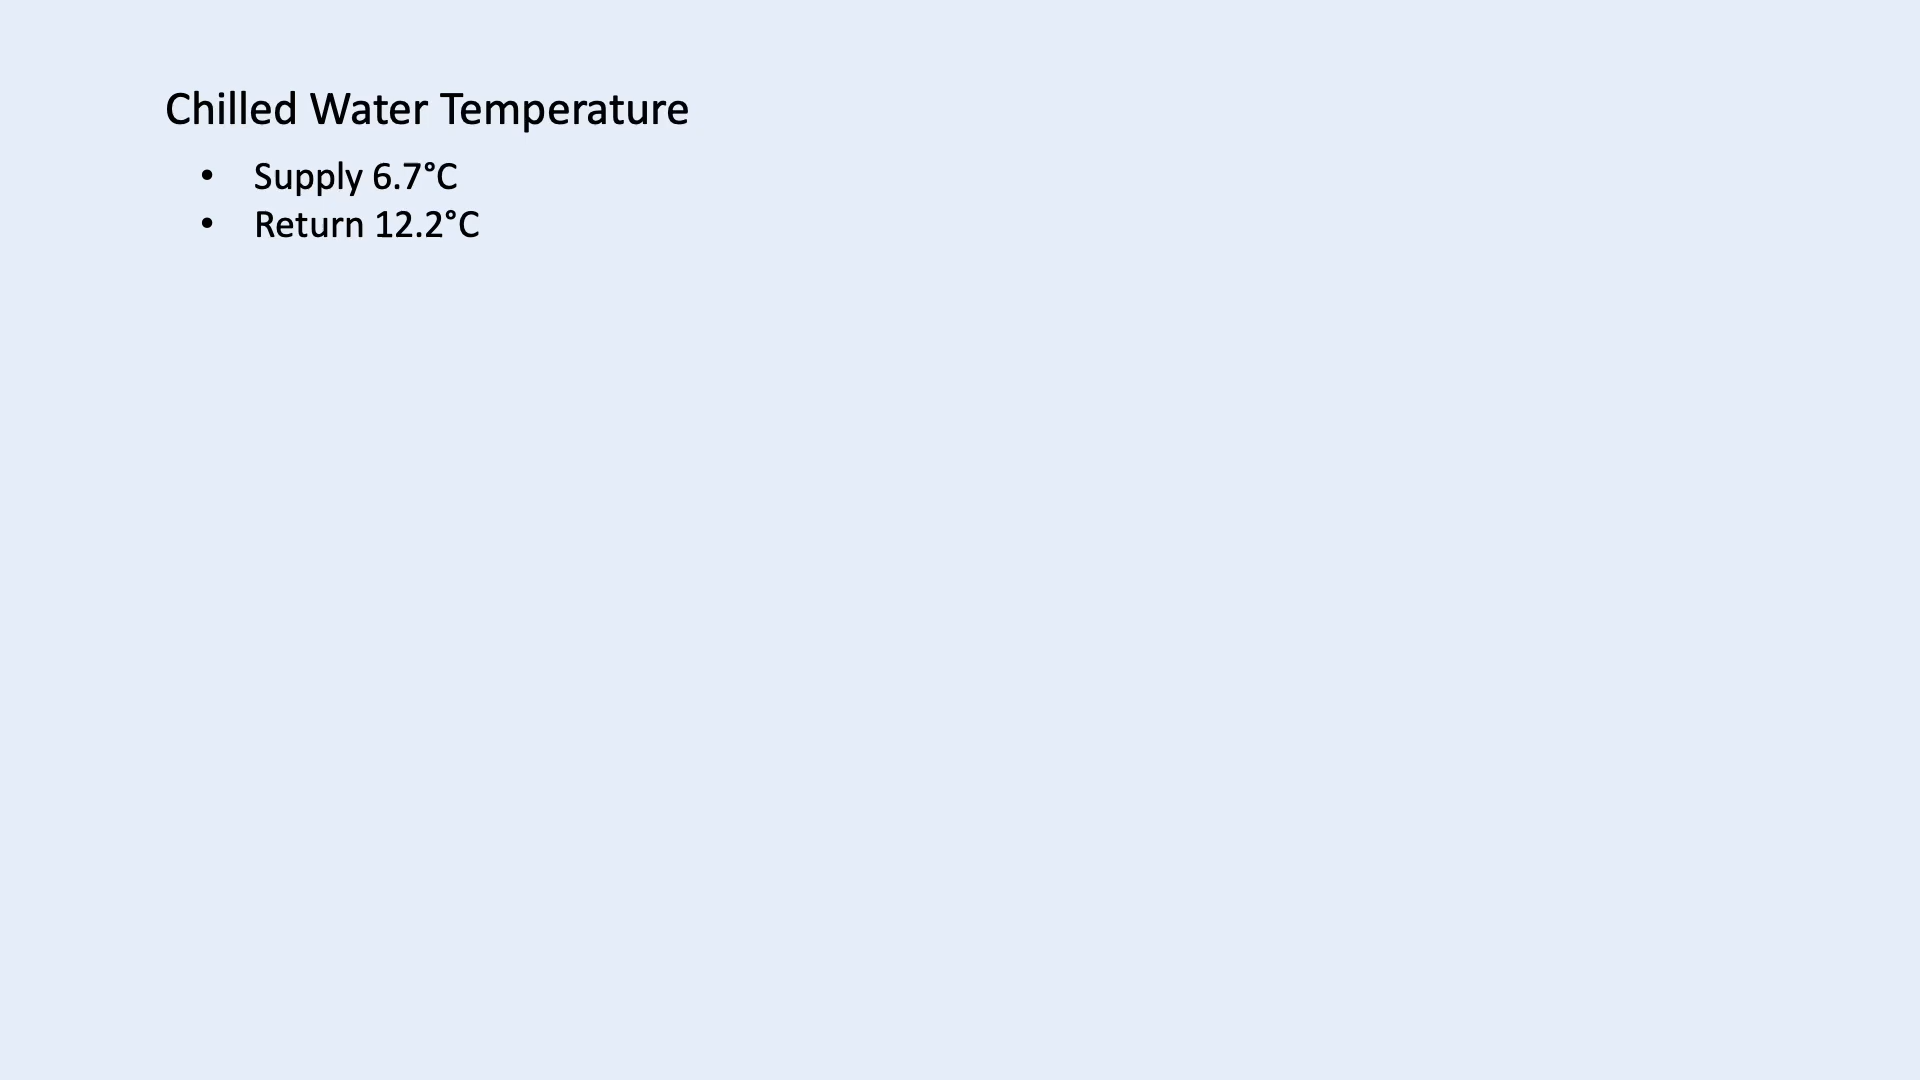 Chilled Water Temperature
• Supply 6.7°C
• Return 12.2°C